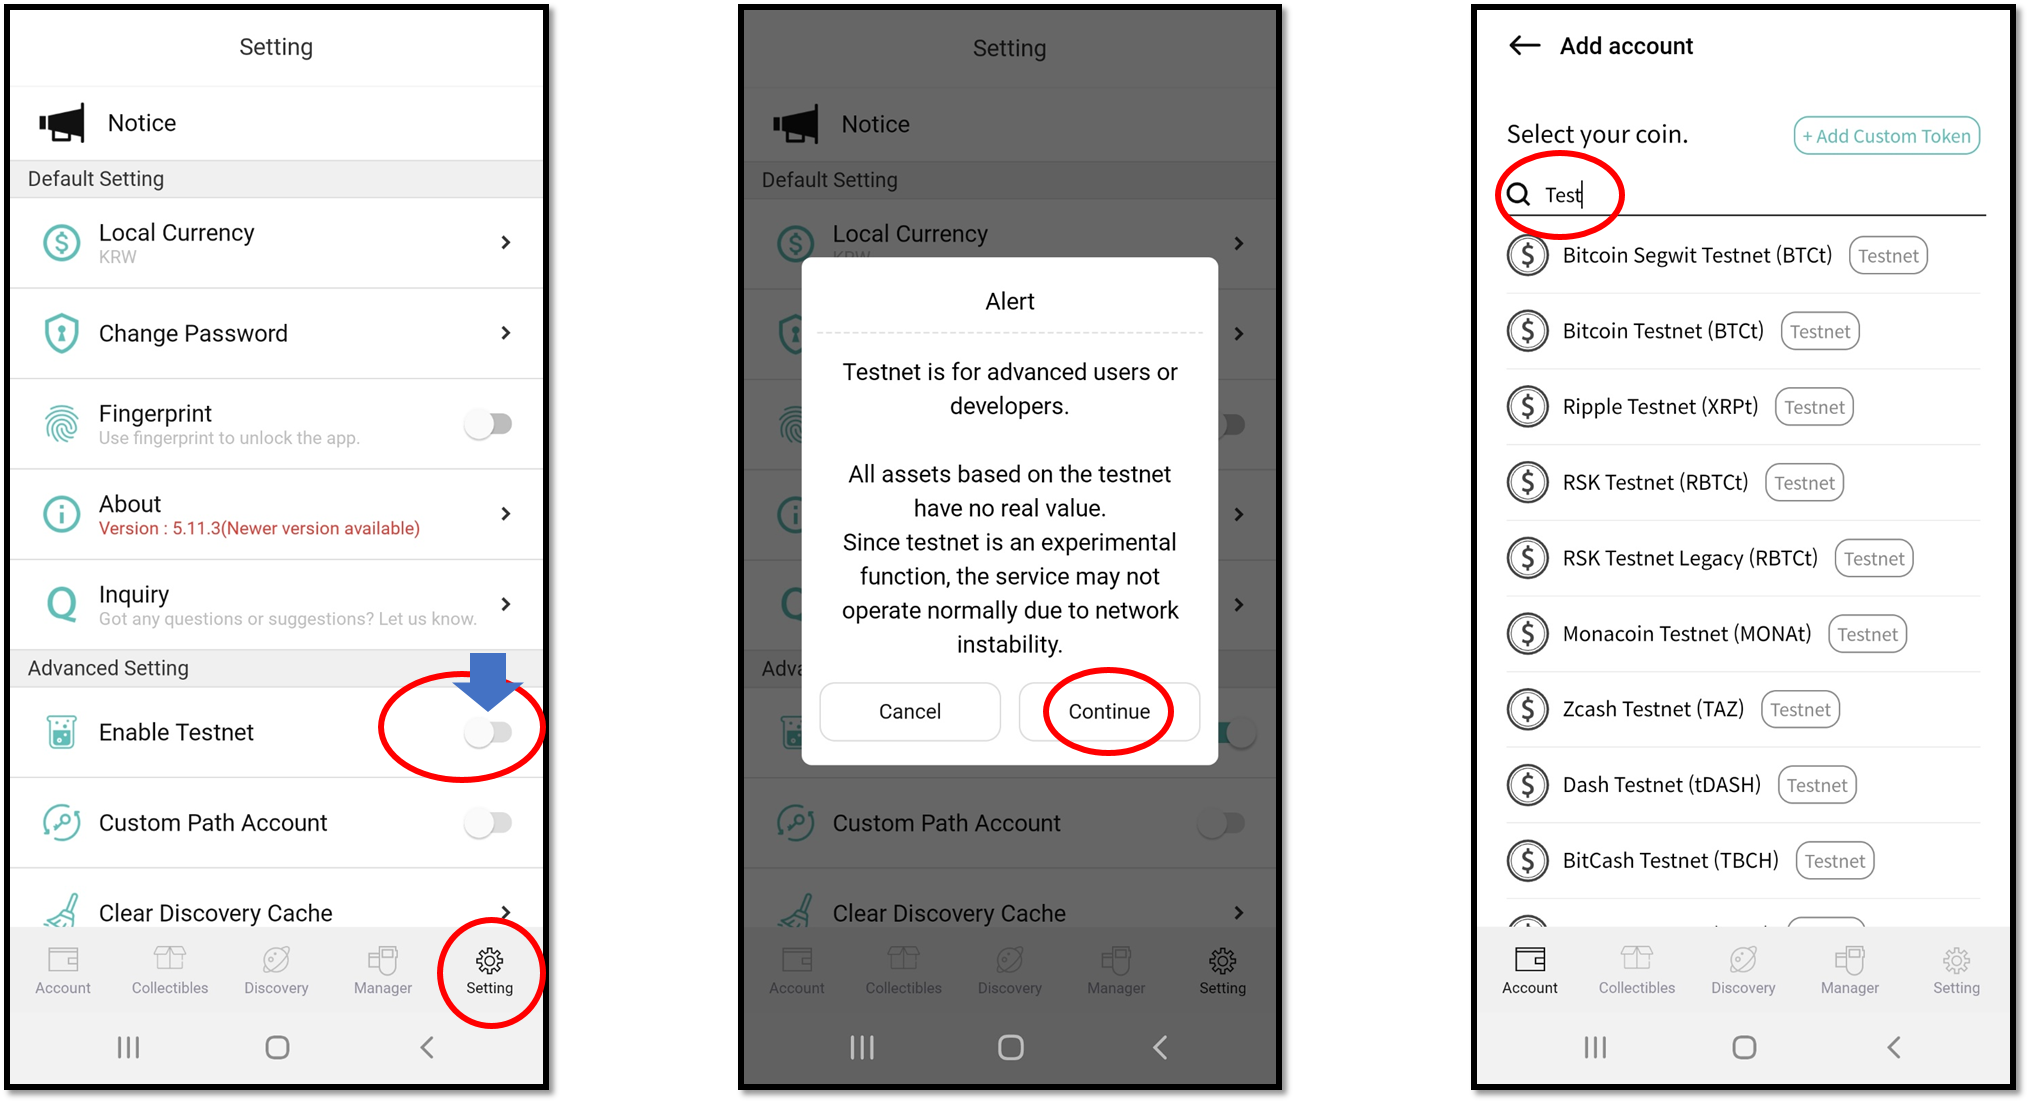 Setting
Notice
Default Setting
Local Currency
KRW
Change Password
Fingerprint
Use fingerprint to unlock the app.
About
Version : 5.11.3(Newer version available)
Inquiry
Got any questions or suggestions? Let us know.
Advanced Setting
Enable Testnet
Custom Path Account
Clear Discovery Cache
Account Collectibles Discovery Manager Setting
Setting
Notice
Default Setting
Local Currency
KRW
Alert
Testnet is for advanced users or
developers.
All assets based on the testnet
have no real value.
Since testnet is an experimental
function, the service may not
operate normally due to network
instability.
Cancel Continue
Custom Path Account
Clear Discovery Cache
Account Collectibles Discovery Manager Setting
Add account
Select your coin. + Add Custom Token
Test
Bitcoin Segwit Testnet (BTCt) Testnet
Bitcoin Testnet (BTCt) Testnet
Ripple Testnet (XRPt) Testnet
RSK Testnet (RBTCt) Testnet
RSK Testnet Legacy (RBTCt) Testnet
Monacoin Testnet (MONAt) Testnet
Zcash Testnet (TAZ) Testnet
Dash Testnet (tDASH) Testnet
BitCash Testnet (TBCH) Testnet
Account Collectibles Discovery Manager Setting